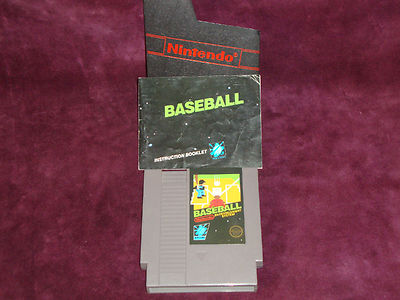 Nintendo
BASEBALL
INSTRUCTION BOOKLET
BASEBALL